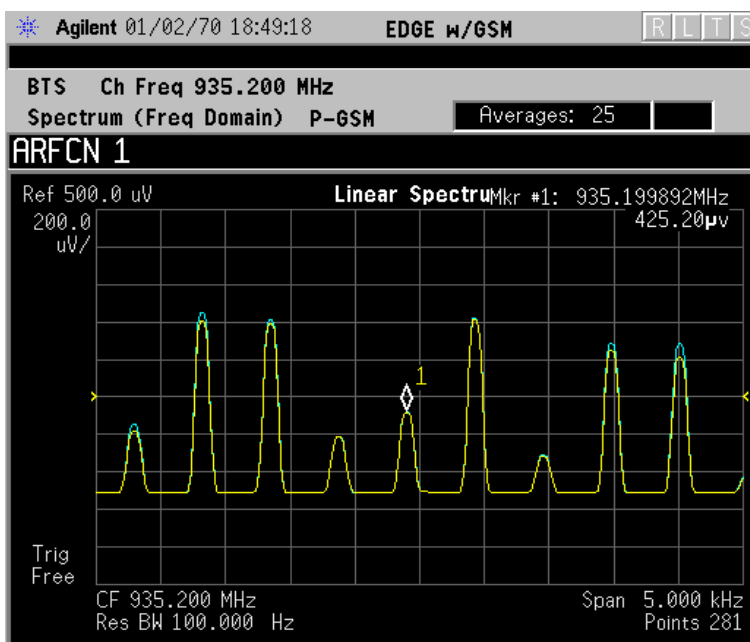 Agilent 01/02/70 18:49:18 EDGE w/GSM R L T S
BTS Ch Freq 935.200 MHz
Spectrum (Freq Domain) P-GSM Averages: 25
ARFCN 1
Ref 500.0 uV Linear SpectruMkr #1: 935.199892MHz
200.0 425.20µv
uV/
1
Trig
Free
CF 935.200 MHz Span 5.000 kHz
Res BW 100.000 Hz Points 281